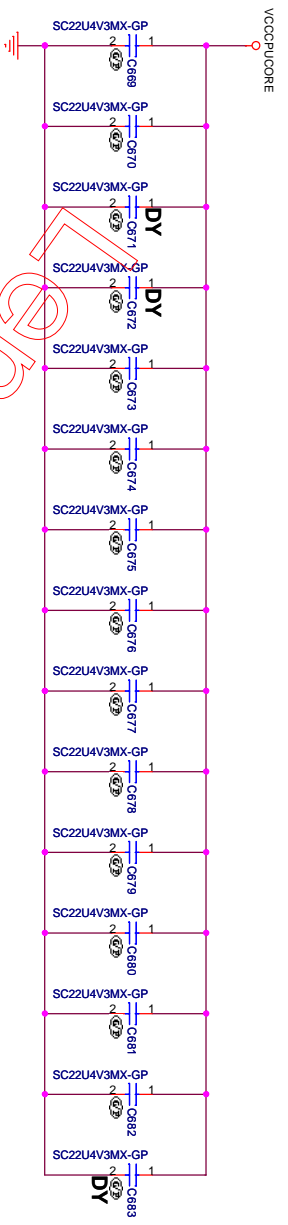 VCCCPUCORE
SC22U4V3MX-GP
2 1
C669
G/P
SC22U4V3MX-GP
2 1
C670
G/P
SC22U4V3MX-GP
2 1
C671
G/P
DY
SC22U4V3MX-GP
2 1
C672
G/P
DY
SC22U4V3MX-GP
2 1
C673
G/P
SC22U4V3MX-GP
2 1
C674
G/P
SC22U4V3MX-GP
2 1
C675
G/P
SC22U4V3MX-GP
2 1
C676
G/P
SC22U4V3MX-GP
2 1
C677
G/P
SC22U4V3MX-GP
2 1
C678
G/P
SC22U4V3MX-GP
2 1
C679
G/P
SC22U4V3MX-GP
2 1
C680
G/P
SC22U4V3MX-GP
2 1
C681
G/P
SC22U4V3MX-GP
2 1
C682
G/P
SC22U4V3MX-GP
2 1
C683
G/P
DY